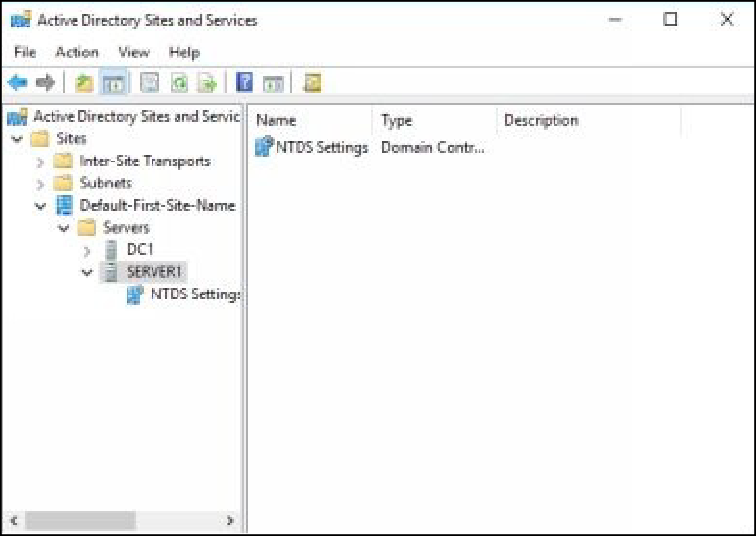 Active Directory Sites and Services
File Action View Help
Active Directory Sites and Servic
Sites
Inter-Site Transports
Subnets
Default-First-Site-Name
Servers
DC1
SERVER1
NTDS Settings
Name Type Description
NTDS Settings Domain Contr...